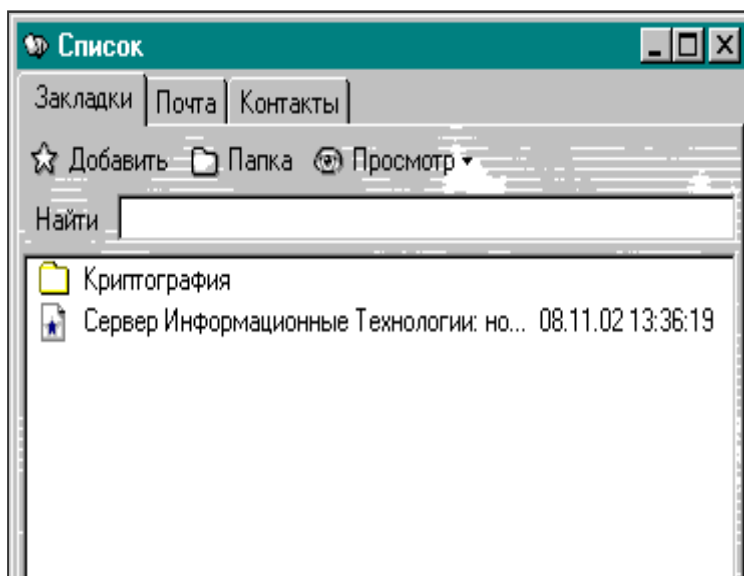 Список
Закладки Почта Контакты
Добавить Папка Просмотр
Найти
Криптография
Сервер Информационные Технологии: но... 08.11.02 13:36:19